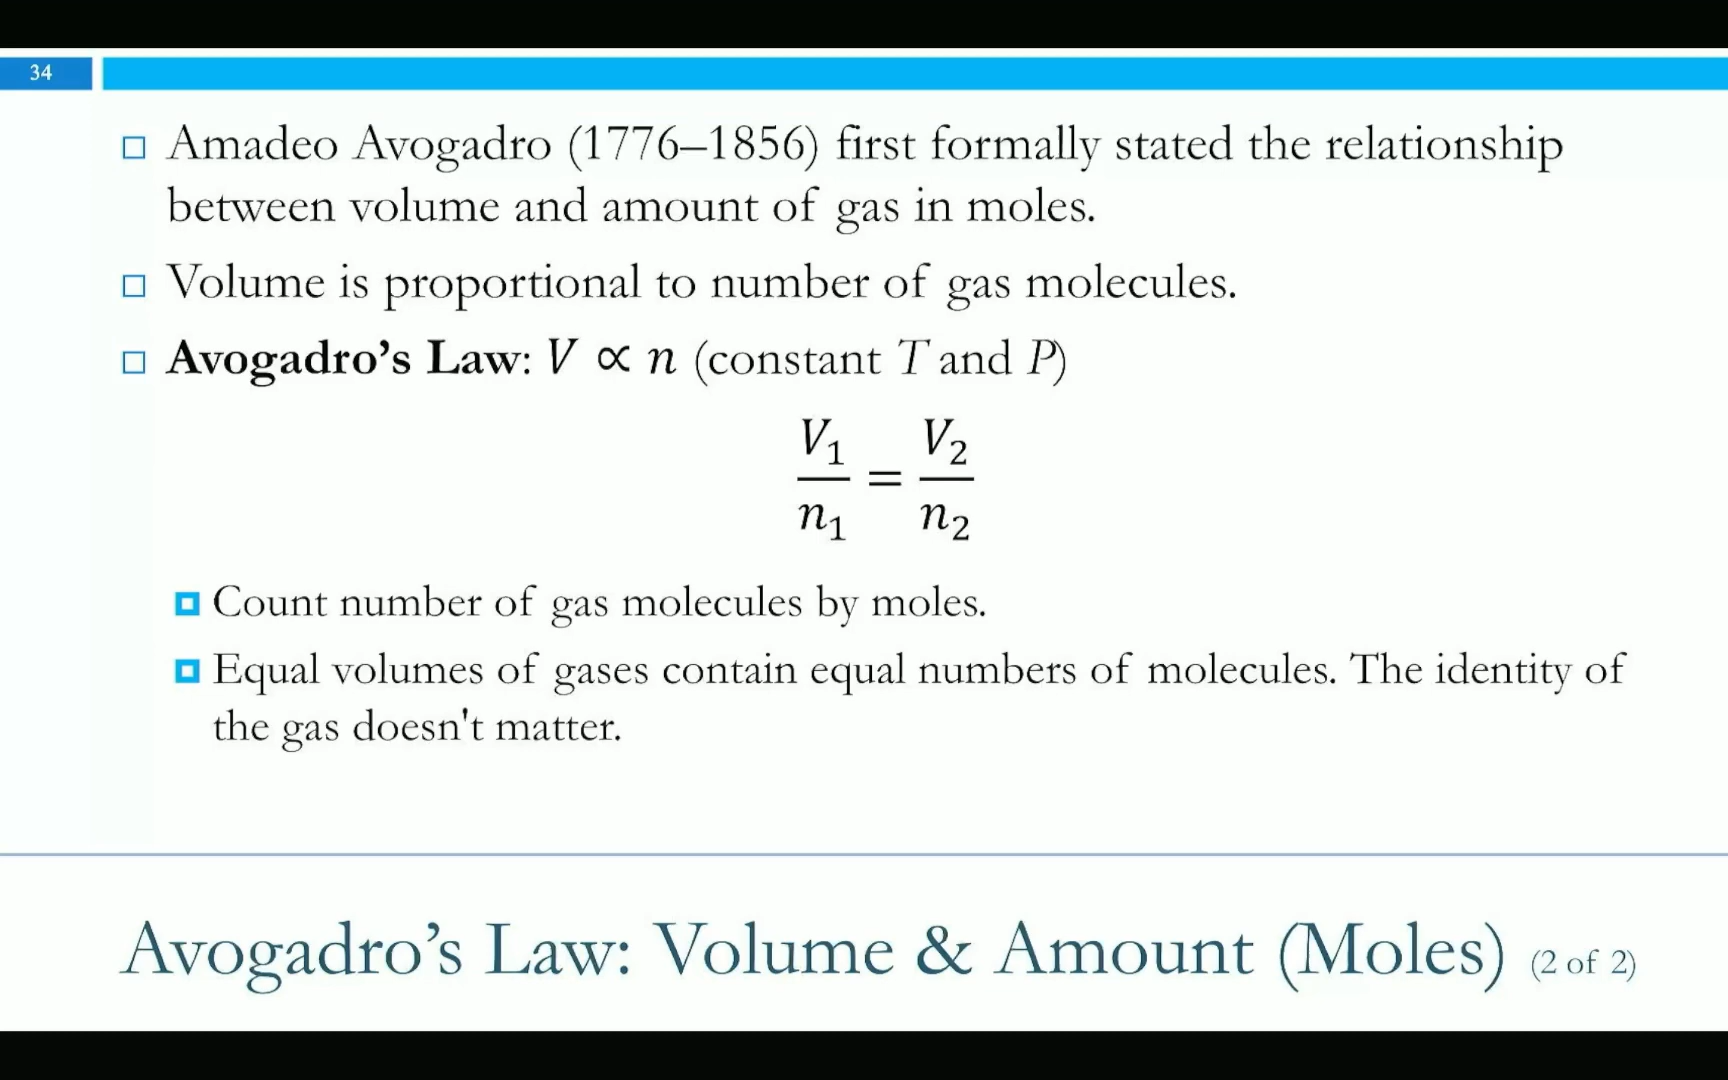 34
Amadeo Avogadro (1776–1856) first formally stated the relationship
between volume and amount of gas in moles.
Volume is proportional to number of gas molecules.
Avogadro’s Law: V ∝ n (constant T and P)
V₁/n₁ = V₂/n₂
Count number of gas molecules by moles.
Equal volumes of gases contain equal numbers of molecules. The identity of
the gas doesn't matter.
Avogadro’s Law: Volume & Amount (Moles) (2 of 2)